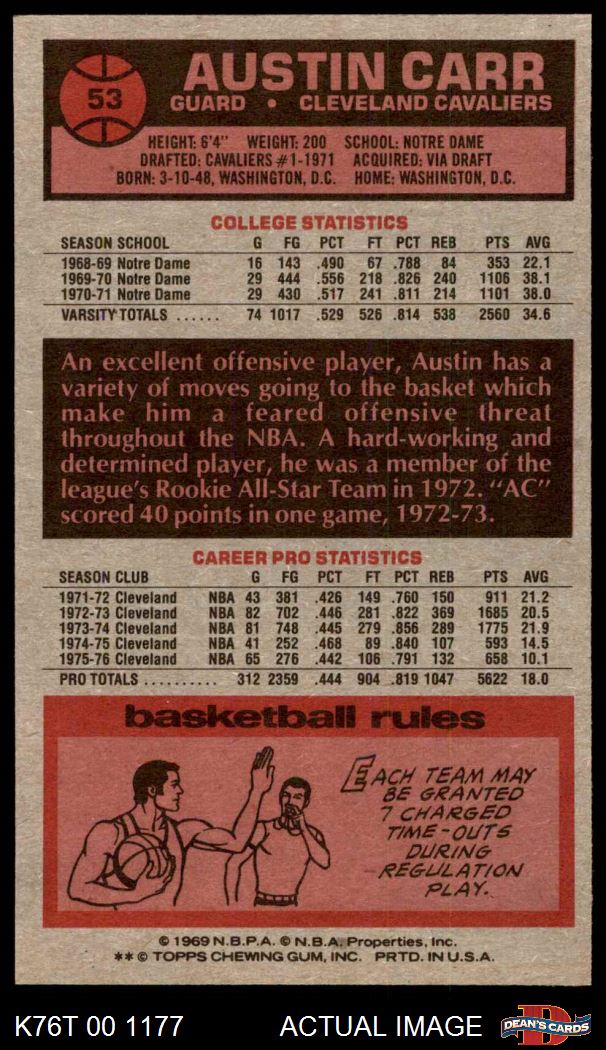 53
AUSTIN CARR
GUARD • CLEVELAND CAVALIERS
HEIGHT: 6'4" WEIGHT: 200 SCHOOL: NOTRE DAME
DRAFTED: CAVALIERS #1-1971 ACQUIRED: VIA DRAFT
BORN: 3-10-48, WASHINGTON, D.C. HOME: WASHINGTON, D.C.
COLLEGE STATISTICS
SEASON SCHOOL G FG PCT FT PCT REB PTS AVG
1968-69 Notre Dame 16 143 .490 67 .788 84 353 22.1
1969-70 Notre Dame 29 444 .556 218 .826 240 1106 38.1
1970-71 Notre Dame 29 430 .517 241 .811 214 1101 38.0
VARSITY TOTALS ...... 74 1017 .529 526 .814 538 2560 34.6
An excellent offensive player, Austin has a
variety of moves going to the basket which
make him a feared offensive threat
throughout the NBA. A hard-working and
determined player, he was a member of the
league's Rookie All-Star Team in 1972. "AC"
scored 40 points in one game, 1972-73.
CAREER PRO STATISTICS
SEASON CLUB G FG PCT FT PCT REB PTS AVG
1971-72 Cleveland NBA 43 381 .426 149 .760 150 911 21.2
1972-73 Cleveland NBA 82 702 .446 281 .822 369 1685 20.5
1973-74 Cleveland NBA 81 748 .445 279 .856 289 1775 21.9
1974-75 Cleveland NBA 41 252 .468 89 .840 107 593 14.5
1975-76 Cleveland NBA 65 276 .442 106 .791 132 658 10.1
PRO TOTALS .......... 312 2359 .444 904 .819 1047 5622 18.0
basketball rules
EACH TEAM MAY
BE GRANTED
7 CHARGED
TIME-OUTS
DURING
REGULATION
PLAY.
© 1969 N.B.P.A. © N.B.A. Properties, Inc.
** © TOPPS CHEWING GUM, INC. PRTD. IN U.S.A.
K76T 00 1177 ACTUAL IMAGE DEAN'S CARDS